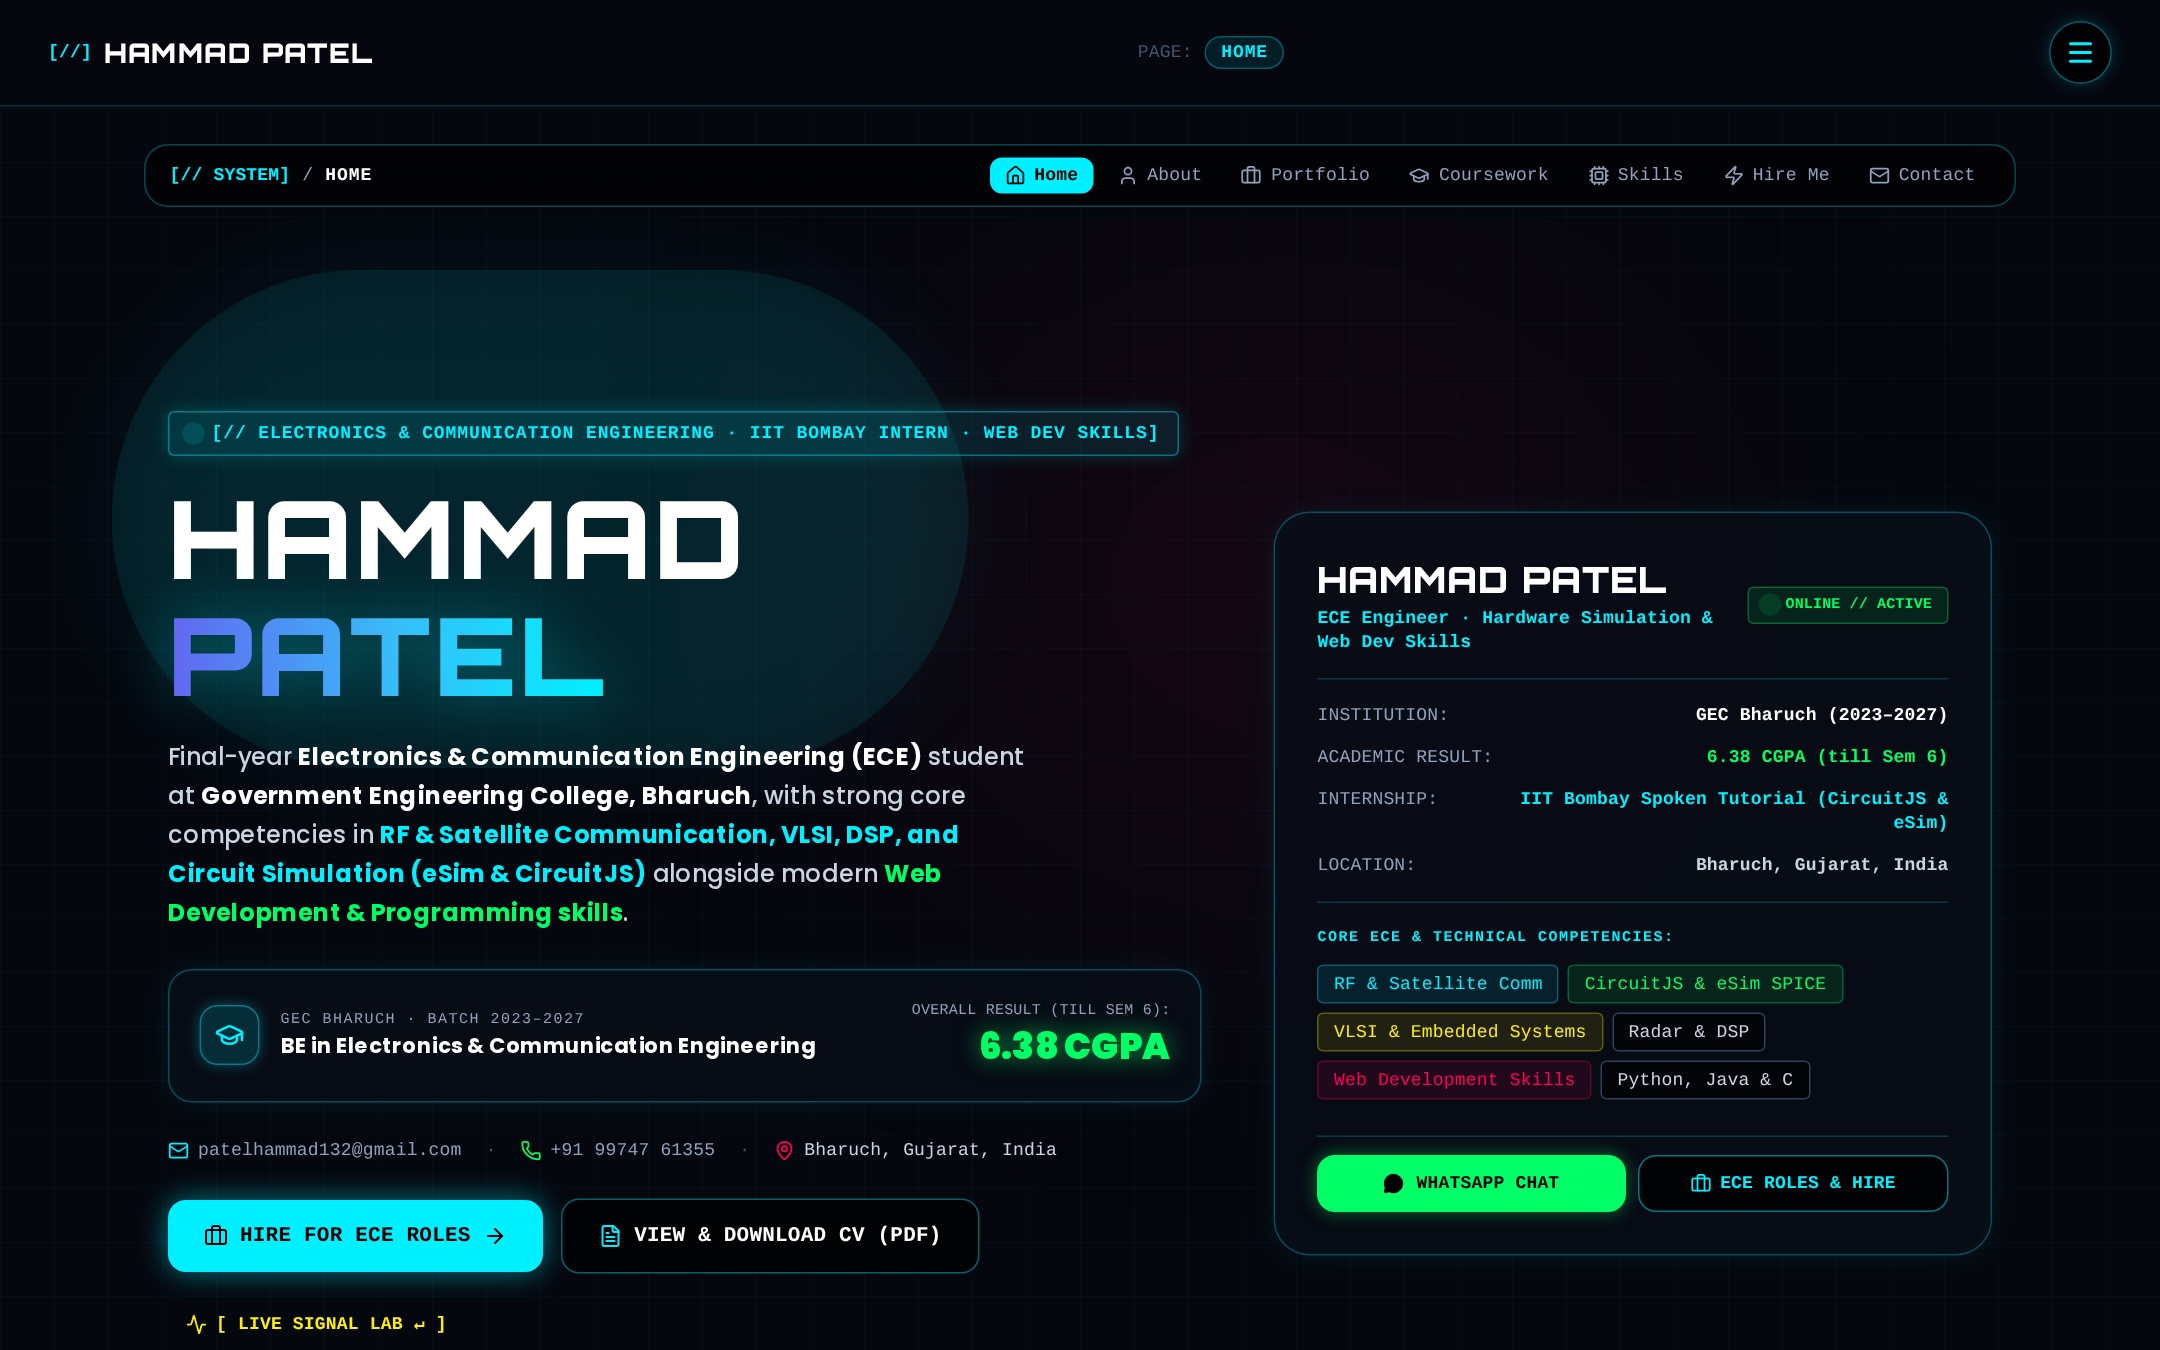 [//] HAMMAD PATEL
PAGE: HOME
[// SYSTEM] / HOME
Home
About
Portfolio
Coursework
Skills
Hire Me
Contact
[// ELECTRONICS & COMMUNICATION ENGINEERING · IIT BOMBAY INTERN · WEB DEV SKILLS]
HAMMAD
PATEL
Final-year Electronics & Communication Engineering (ECE) student
at Government Engineering College, Bharuch, with strong core
competencies in RF & Satellite Communication, VLSI, DSP, and
Circuit Simulation (eSim & CircuitJS) alongside modern Web
Development & Programming skills.
GEC BHARUCH · BATCH 2023–2027
BE in Electronics & Communication Engineering
OVERALL RESULT (TILL SEM 6):
6.38 CGPA
patelhammad132@gmail.com · +91 99747 61355 · Bharuch, Gujarat, India
HIRE FOR ECE ROLES →
VIEW & DOWNLOAD CV (PDF)
[ LIVE SIGNAL LAB ↵ ]
HAMMAD PATEL
ECE Engineer · Hardware Simulation &
Web Dev Skills
ONLINE // ACTIVE
INSTITUTION: GEC Bharuch (2023–2027)
ACADEMIC RESULT: 6.38 CGPA (till Sem 6)
INTERNSHIP: IIT Bombay Spoken Tutorial (CircuitJS &
eSim)
LOCATION: Bharuch, Gujarat, India
CORE ECE & TECHNICAL COMPETENCIES:
RF & Satellite Comm
CircuitJS & eSim SPICE
VLSI & Embedded Systems
Radar & DSP
Web Development Skills
Python, Java & C
WHATSAPP CHAT
ECE ROLES & HIRE